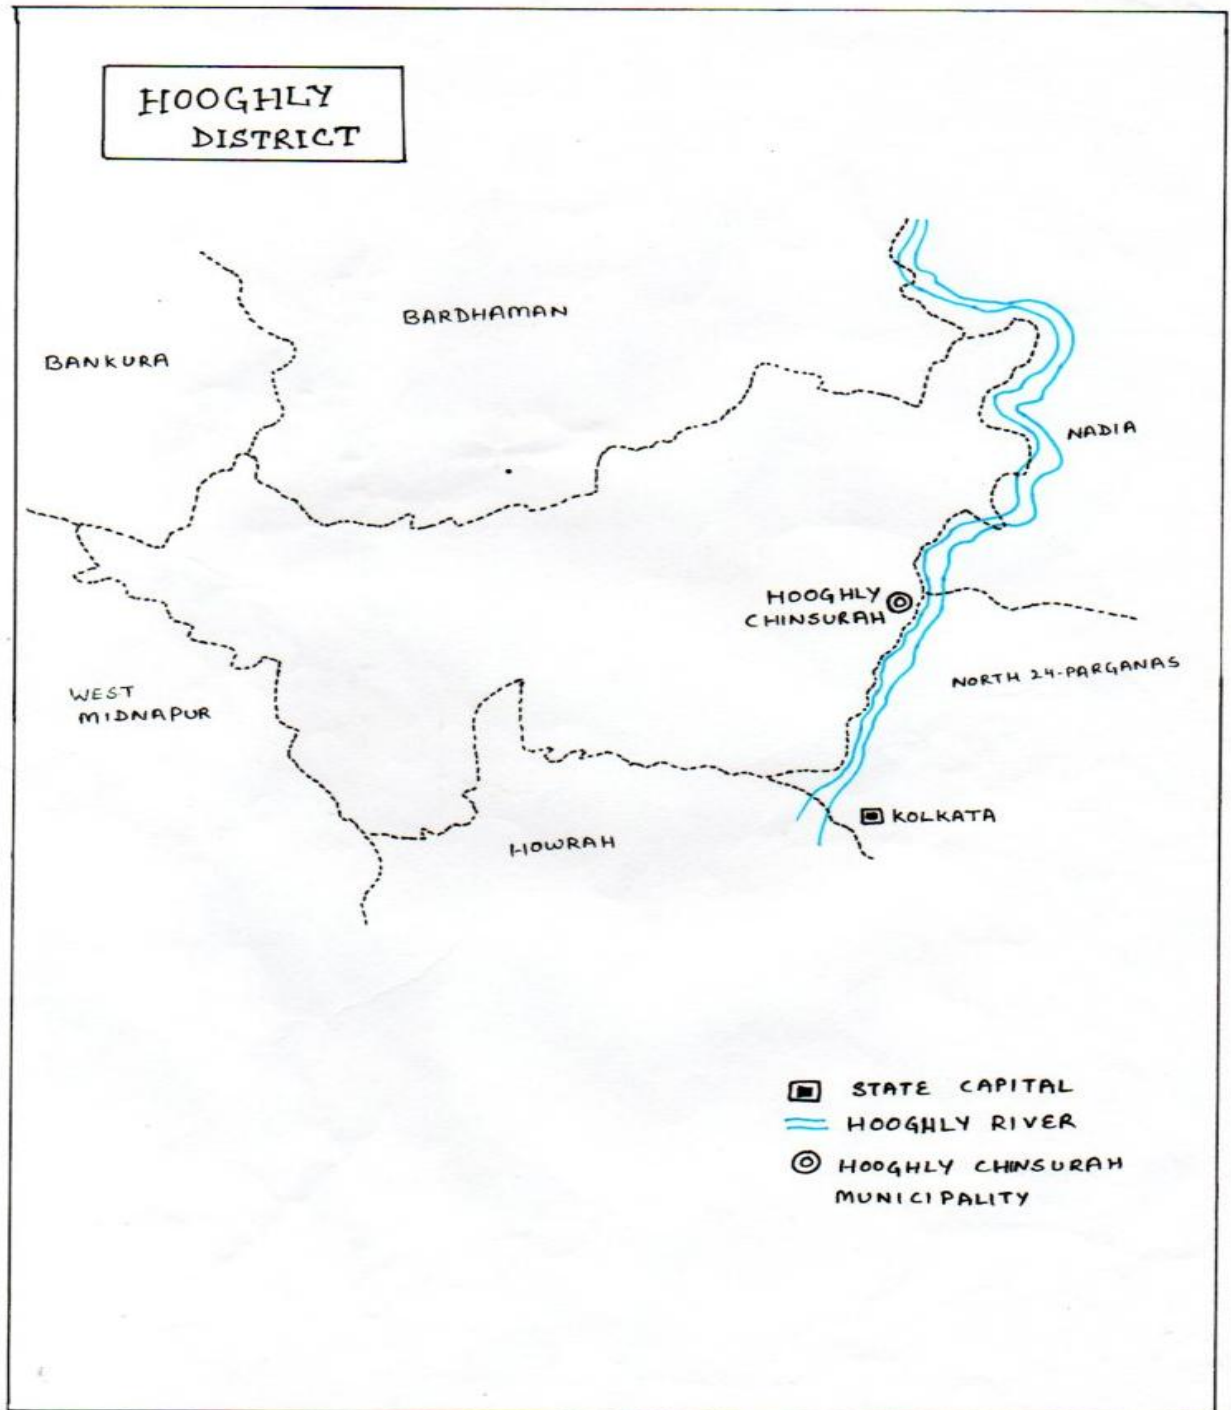 HOOGHLY
DISTRICT
BARDHAMAN
BANKURA
NADIA
HOOGHLY
CHINSURAH
NORTH 24-PARGANAS
WEST
MIDNAPUR
KOLKATA
HOWRAH
STATE CAPITAL
HOOGHLY RIVER
HOOGHLY CHINSURAH
MUNICIPALITY